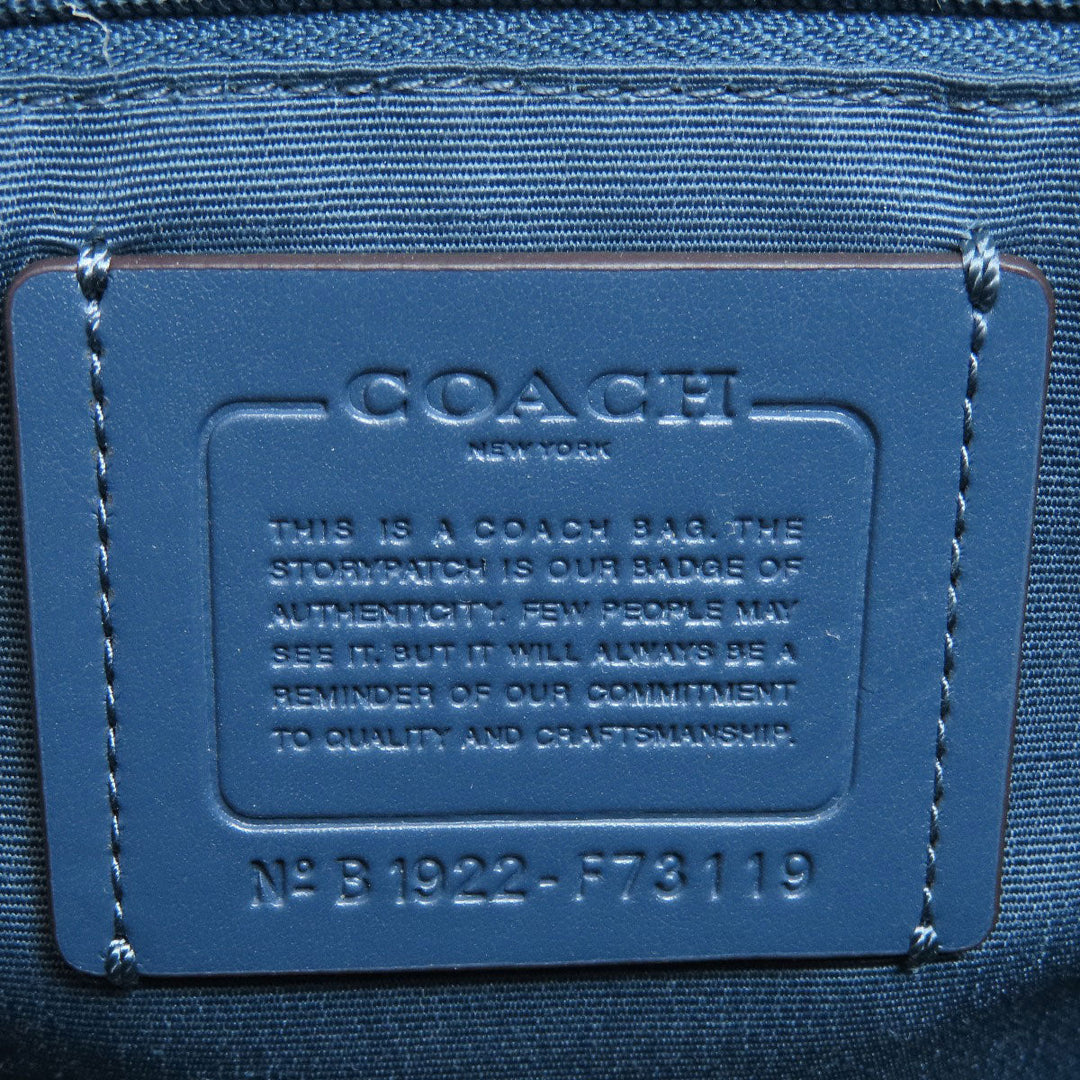 COACH
NEW YORK
THIS IS A COACH BAG. THE
STORYPATCH IS OUR BADGE OF
AUTHENTICITY. FEW PEOPLE MAY
SEE IT. BUT IT WILL ALWAYS BE A
REMINDER OF OUR COMMITMENT
TO QUALITY AND CRAFTSMANSHIP.
Nº B1922-F73119